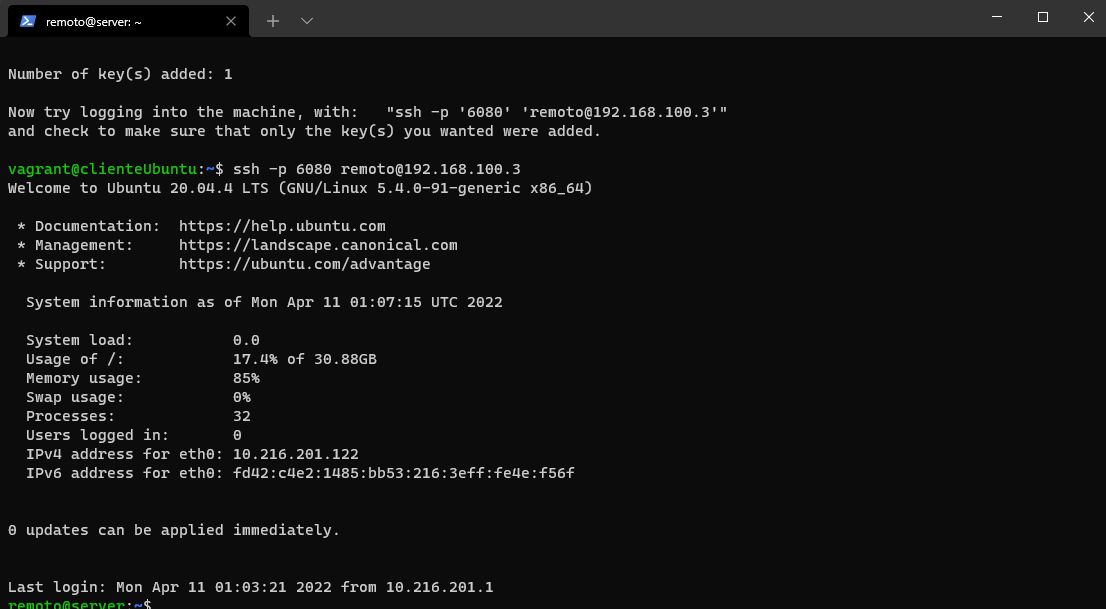 remoto@server: ~
Number of key(s) added: 1
Now try logging into the machine, with:   "ssh -p '6080' 'remoto@192.168.100.3'"
and check to make sure that only the key(s) you wanted were added.
vagrant@clienteUbuntu:~$ ssh -p 6080 remoto@192.168.100.3
Welcome to Ubuntu 20.04.4 LTS (GNU/Linux 5.4.0-91-generic x86_64)
* Documentation:  https://help.ubuntu.com
* Management:     https://landscape.canonical.com
* Support:        https://ubuntu.com/advantage
System information as of Mon Apr 11 01:07:15 UTC 2022
System load:           0.0
Usage of /:            17.4% of 30.88GB
Memory usage:          85%
Swap usage:            0%
Processes:             32
Users logged in:       0
IPv4 address for eth0: 10.216.201.122
IPv6 address for eth0: fd42:c4e2:1485:bb53:216:3eff:fe4e:f56f
0 updates can be applied immediately.
Last login: Mon Apr 11 01:03:21 2022 from 10.216.201.1
remoto@server:~$